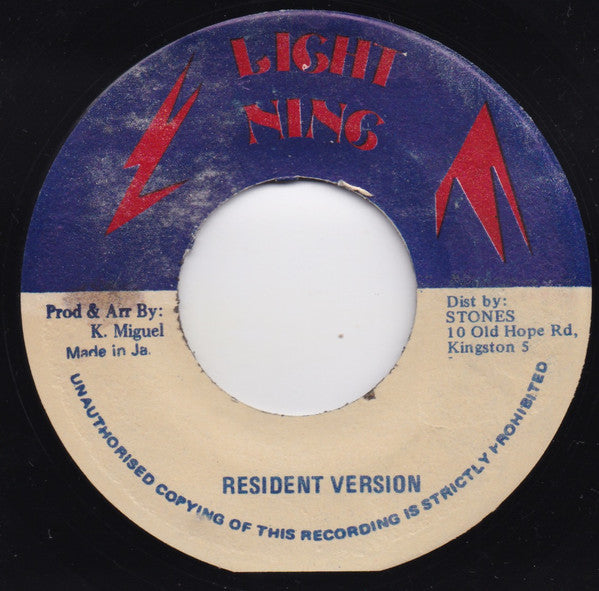 LIGHT
NING
Prod & Arr By:
K. Miguel
Made in Ja.
Dist by:
STONES
10 Old Hope Rd,
Kingston 5
RESIDENT VERSION
UNAUTHORISED COPYING OF THIS RECORDING IS STRICTLY PROHIBITED